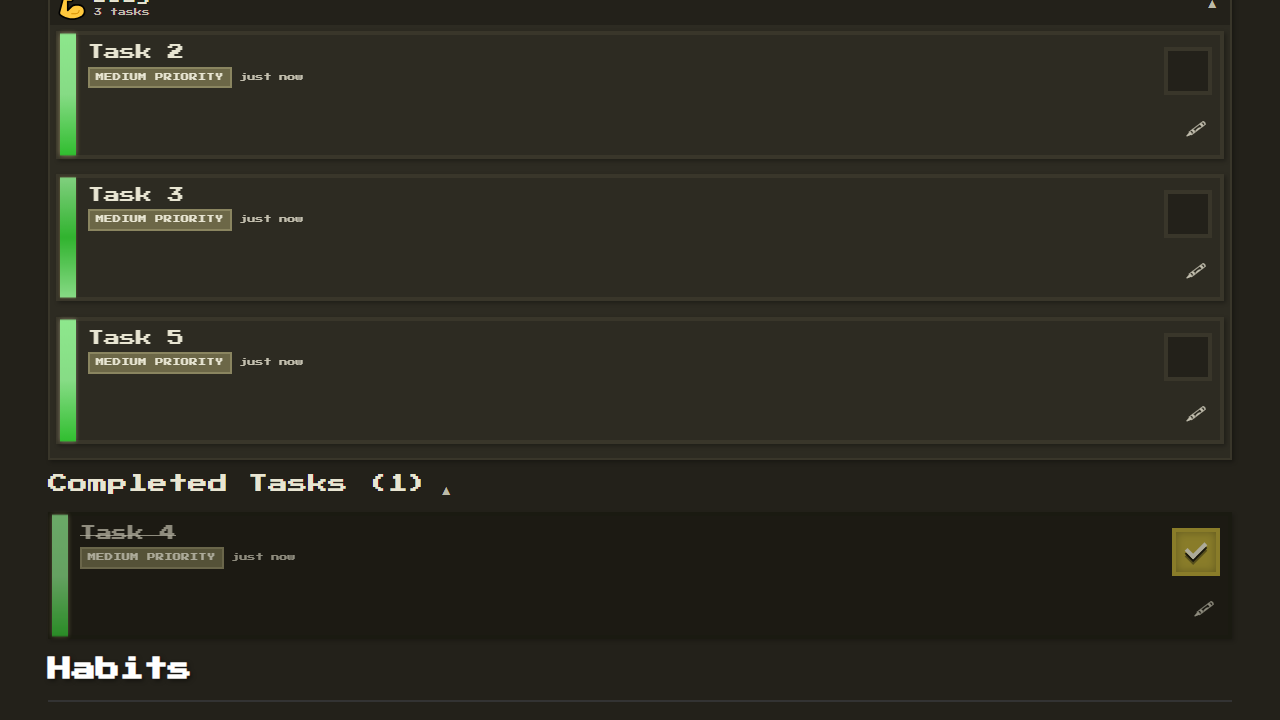 3 tasks
Task 2
MEDIUM PRIORITY just now
Task 3
MEDIUM PRIORITY just now
Task 5
MEDIUM PRIORITY just now
Completed Tasks (1)
Task 4
MEDIUM PRIORITY just now
Habits